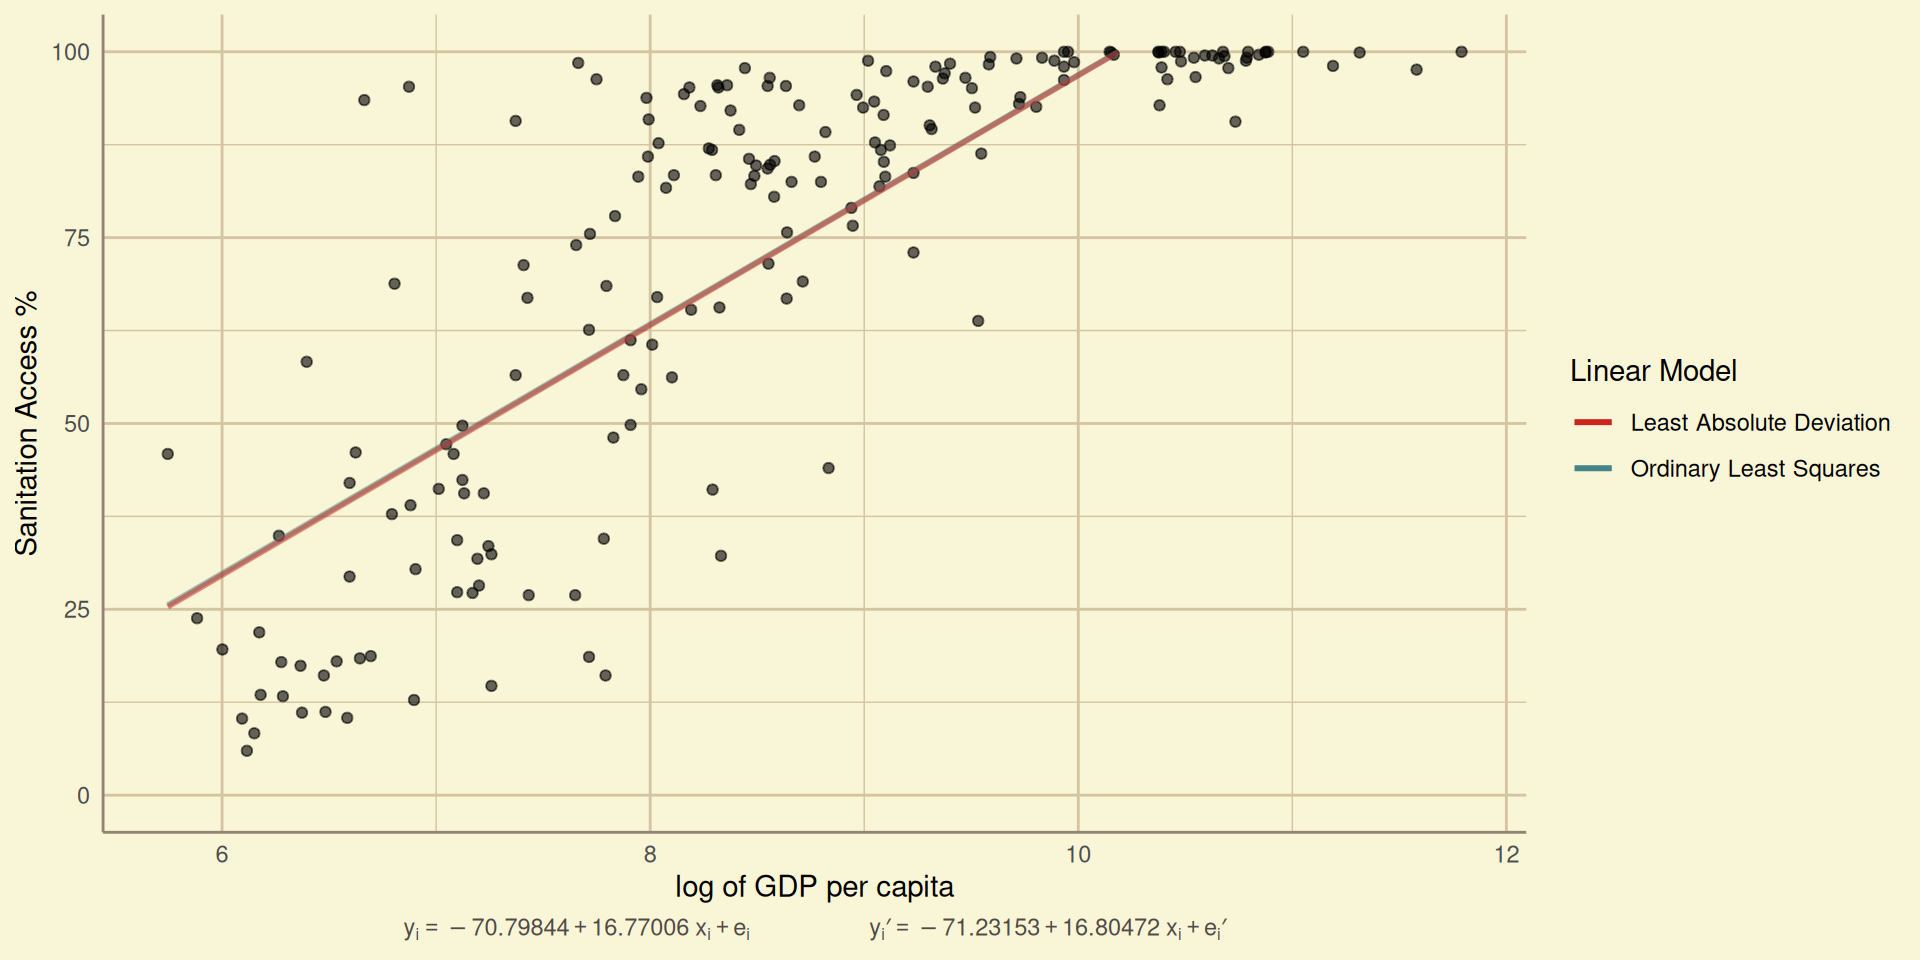 100
75
50
25
0
Sanitation Access %
6 8 10 12
log of GDP per capita
yᵢ = − 70.79844 + 16.77006 xᵢ + eᵢ yᵢ′ = − 71.23153 + 16.80472 xᵢ + eᵢ′
Linear Model
Least Absolute Deviation
Ordinary Least Squares